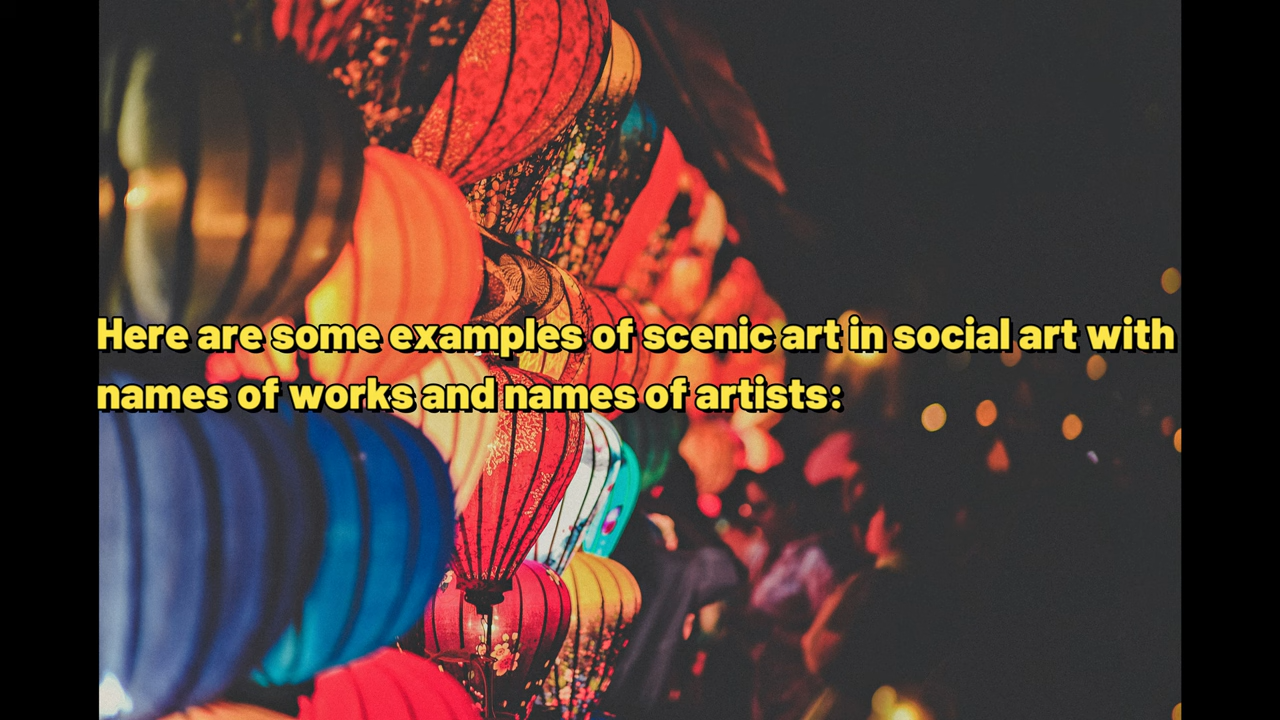 Here are some examples of scenic art in social art with
names of works and names of artists: